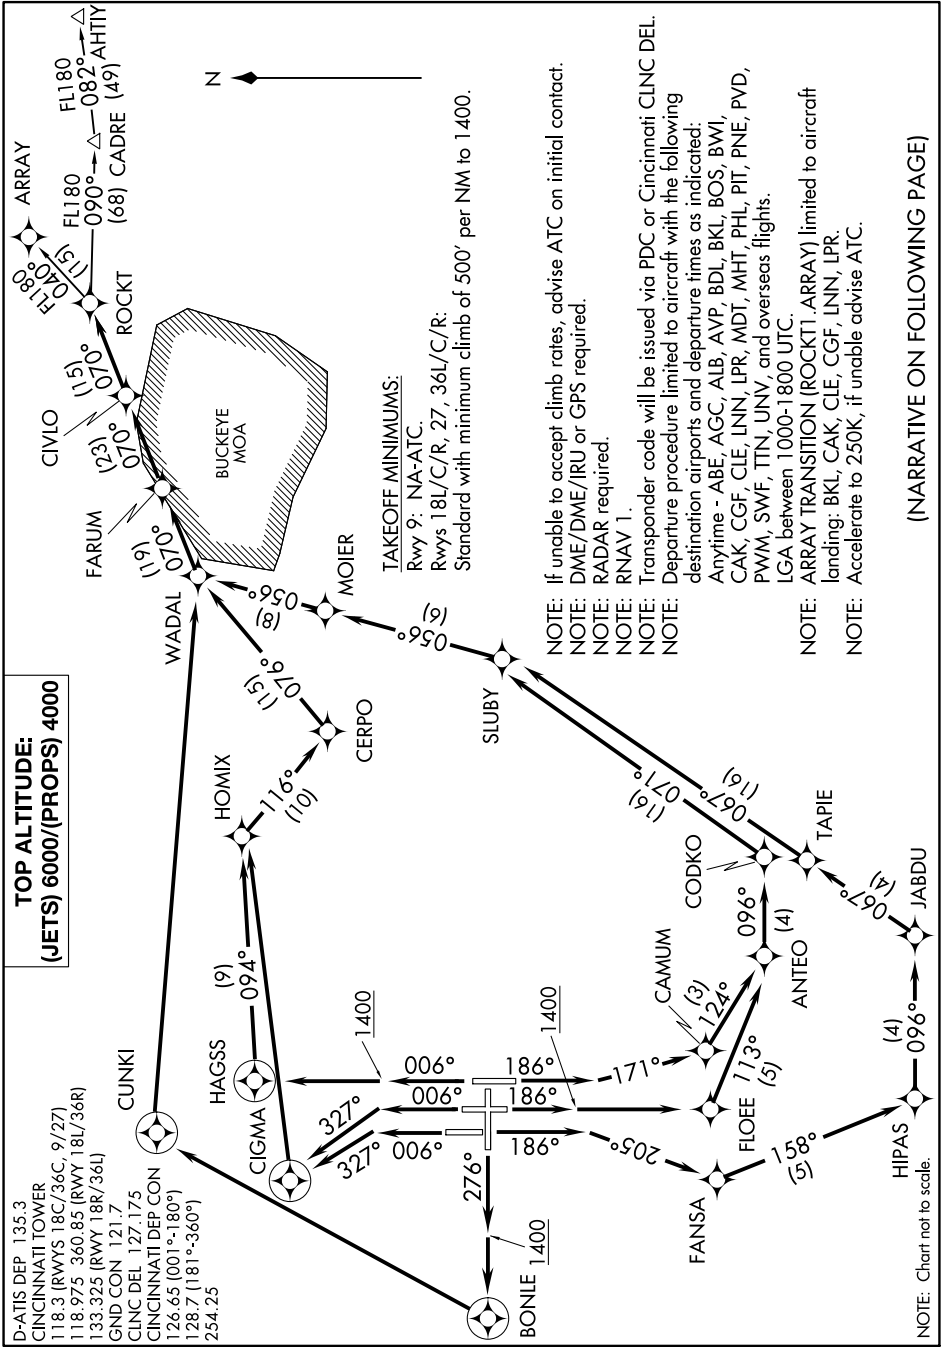 D-ATIS DEP 135.3
CINCINNATI TOWER
118.3 (RWYS 18C/36C, 9/27)
118.975 360.85 (RWY 18L/36R)
133.325 (RWY 18R/36L)
GND CON 121.7
CLNC DEL 127.175
CINCINNATI DEP CON
126.65 (001°-180°)
128.7 (181°-360°)
254.25
TOP ALTITUDE:
(JETS) 6000/(PROPS) 4000
CUNKI
HAGSS
CIGMA
(9)
094°
HOMIX
116°
(10)
CERPO
(15)
076°
WADAL
(19)
070°
FARUM
(23)
070°
CIVLO
(15)
070°
ROCKT
FL180
040°
(15)
ARRAY
FL180
090°
(68)
CADRE
FL180
082°
(49)
AHTIY
N
BUCKEYE
MOA
MOIER
056°
(8)
056°
(6)
SLUBY
071°
(16)
067°
(16)
CODKO
TAPIE
067°
(4)
JABDU
096°
(4)
ANTEO
CAMUM
(3)
124°
113°
(5)
FLOEE
(4)
096°
HIPAS
158°
(5)
FANSA
205°
171°
186°
186°
186°
006°
006°
006°
327°
327°
1400
1400
276°
1400
BONLE
TAKEOFF MINIMUMS:
Rwy 9: NA-ATC.
Rwys 18L/C/R, 27, 36L/C/R:
Standard with minimum climb of 500' per NM to 1400.
NOTE: If unable to accept climb rates, advise ATC on initial contact.
NOTE: DME/DME/IRU or GPS required.
NOTE: RADAR required.
NOTE: RNAV 1.
NOTE: Transponder code will be issued via PDC or Cincinnati CLNC DEL.
NOTE: Departure procedure limited to aircraft with the following
destination airports and departure times as indicated:
Anytime - ABE, AGC, ALB, AVP, BDL, BKL, BOS, BWI,
CAK, CGF, CLE, LNN, LPR, MDT, MHT, PHL, PIT, PNE, PVD,
PWM, SWF, TTN, UNV, and overseas flights.
LGA between 1000-1800 UTC.
NOTE: ARRAY TRANSITION (ROCKT1.ARRAY) limited to aircraft
landing: BKL, CAK, CLE, CGF, LNN, LPR.
NOTE: Accelerate to 250K, if unable advise ATC.
(NARRATIVE ON FOLLOWING PAGE)
NOTE: Chart not to scale.